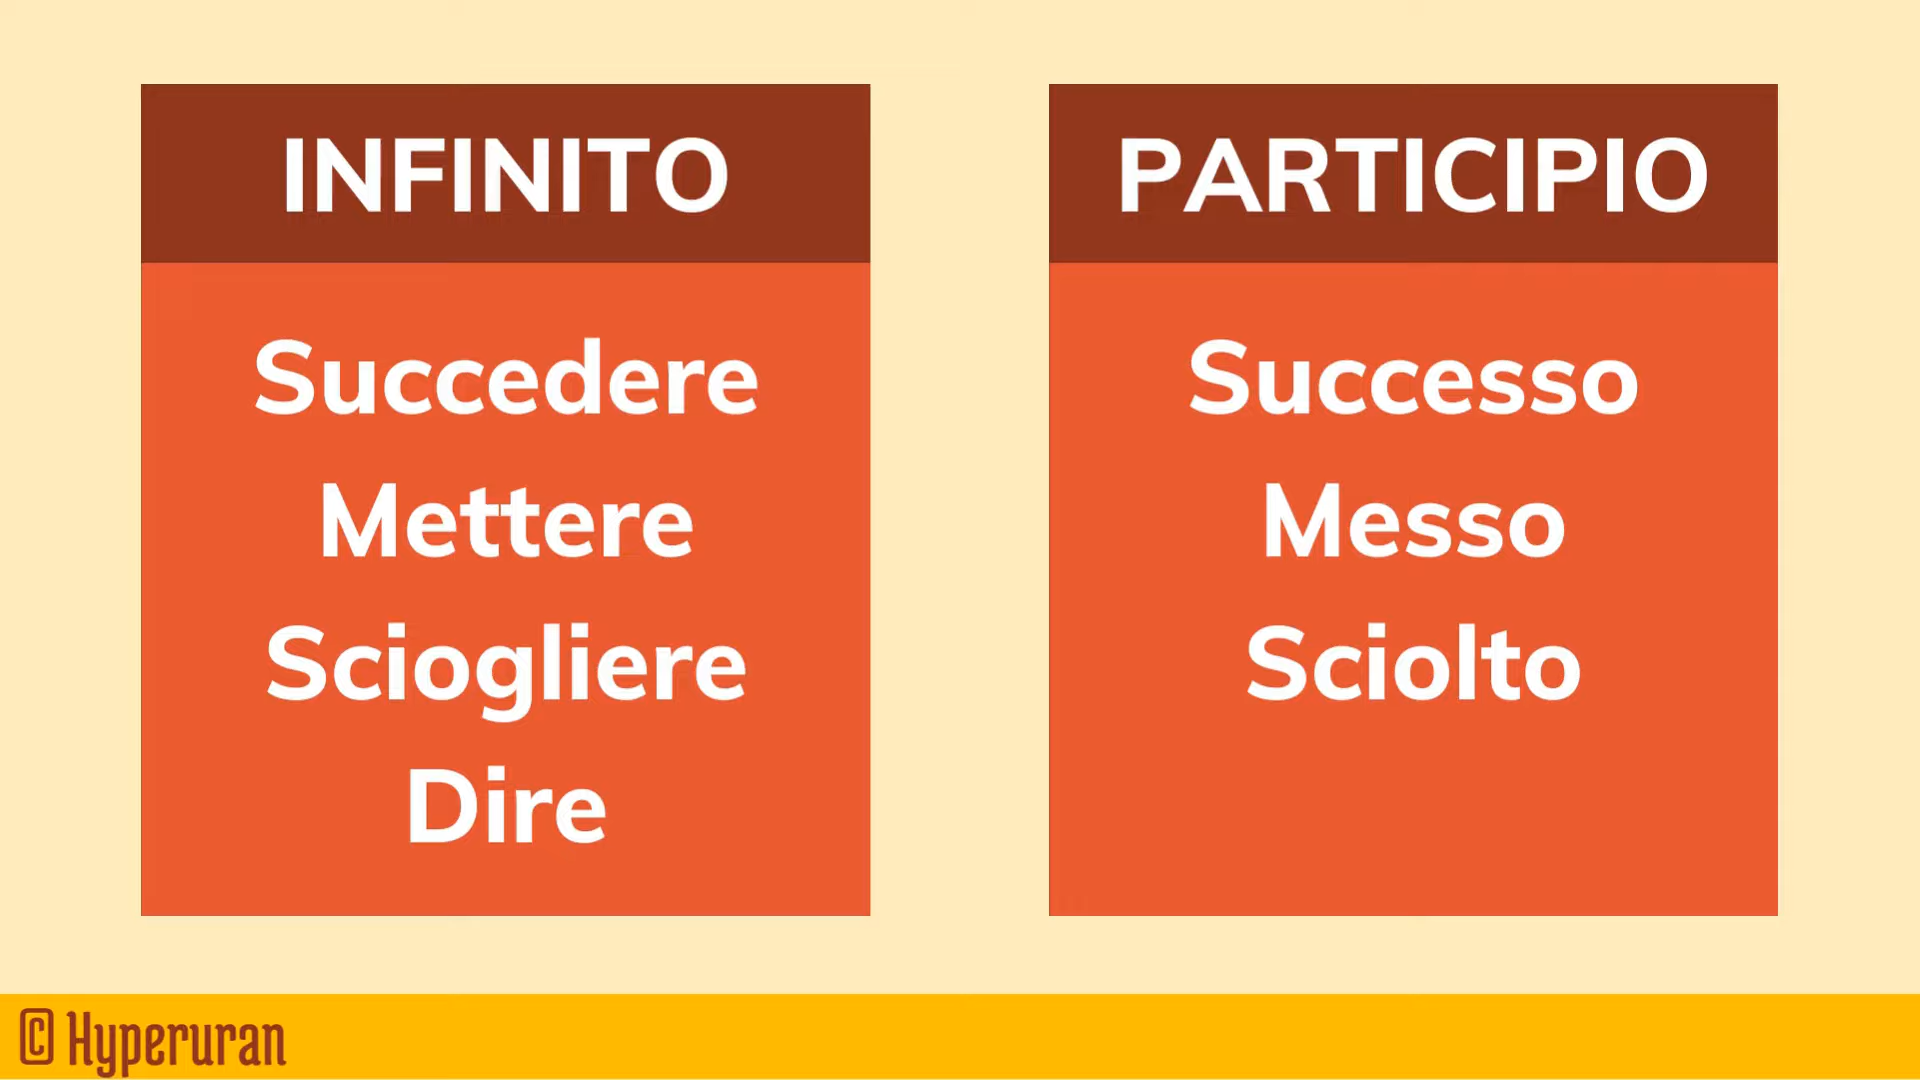 INFINITO
Succedere
Mettere
Sciogliere
Dire
PARTICIPIO
Successo
Messo
Sciolto
© Hyperuran